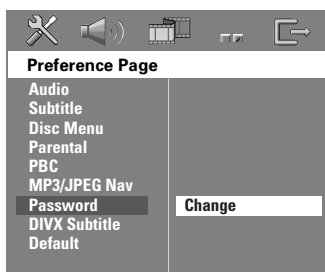 Preference Page
Audio
Subtitle
Disc Menu
Parental
PBC
MP3/JPEG Nav
Password Change
DIVX Subtitle
Default